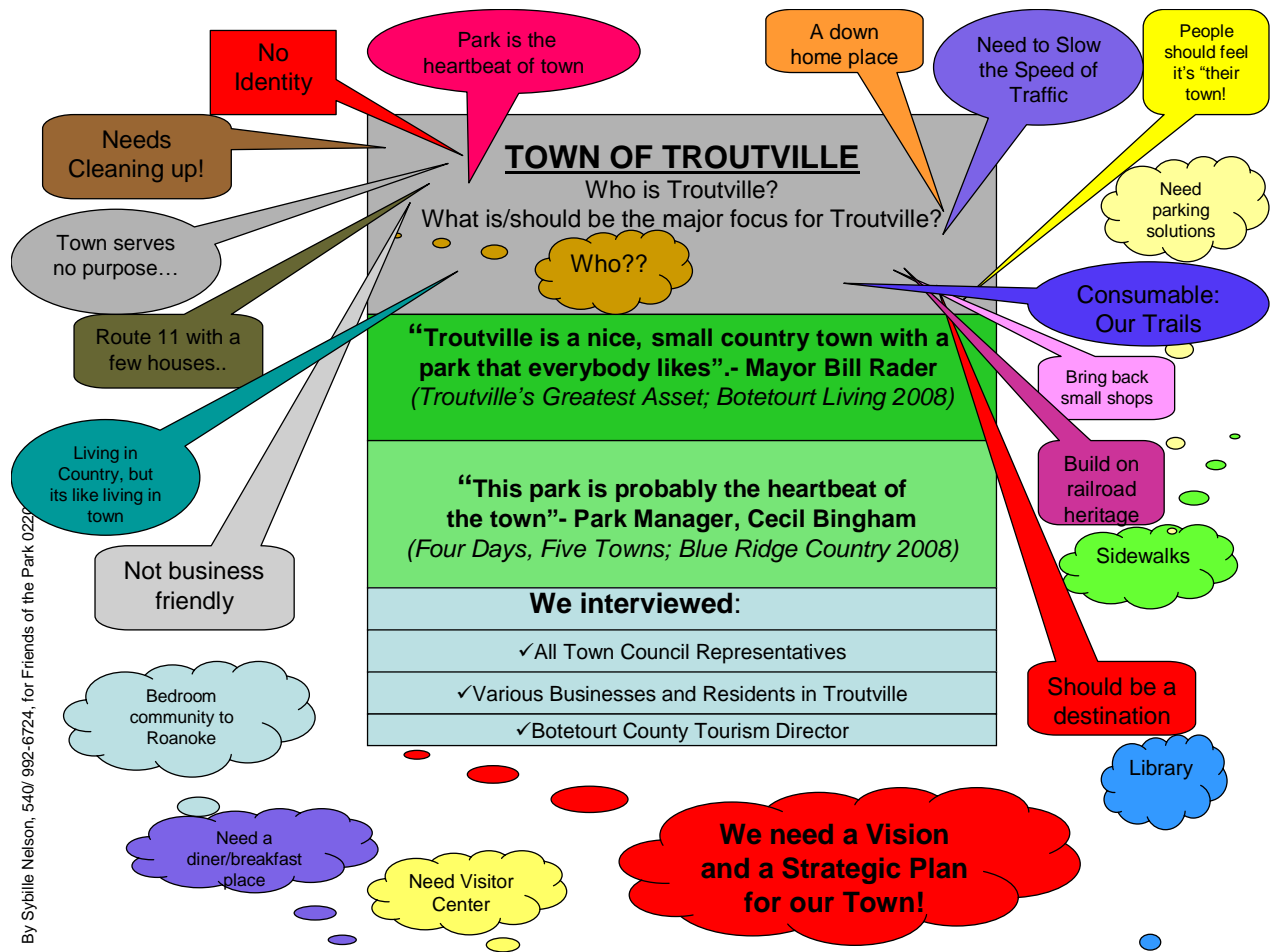 No
Identity
Park is the
heartbeat of town
A down
home place
Need to Slow
the Speed of
Traffic
People
should feel
it's "their
town!
Needs
Cleaning up!
TOWN OF TROUTVILLE
Who is Troutville?
What is/should be the major focus for Troutville?
Who??
Need
parking
solutions
Town serves
no purpose…
Consumable:
Our Trails
Route 11 with a
few houses..
“Troutville is a nice, small country town with a
park that everybody likes”.- Mayor Bill Rader
(Troutville’s Greatest Asset; Botetourt Living 2008)
Bring back
small shops
Living in
Country, but
its like living in
town
Build on
railroad
heritage
“This park is probably the heartbeat of
the town”- Park Manager, Cecil Bingham
(Four Days, Five Towns; Blue Ridge Country 2008)
Not business
friendly
Sidewalks
We interviewed:
✓All Town Council Representatives
✓Various Businesses and Residents in Troutville
✓Botetourt County Tourism Director
Bedroom
community to
Roanoke
Should be a
destination
Library
Need a
diner/breakfast
place
Need Visitor
Center
We need a Vision
and a Strategic Plan
for our Town!
By Sybille Nelson, 540/ 992-6724, for Friends of the Park